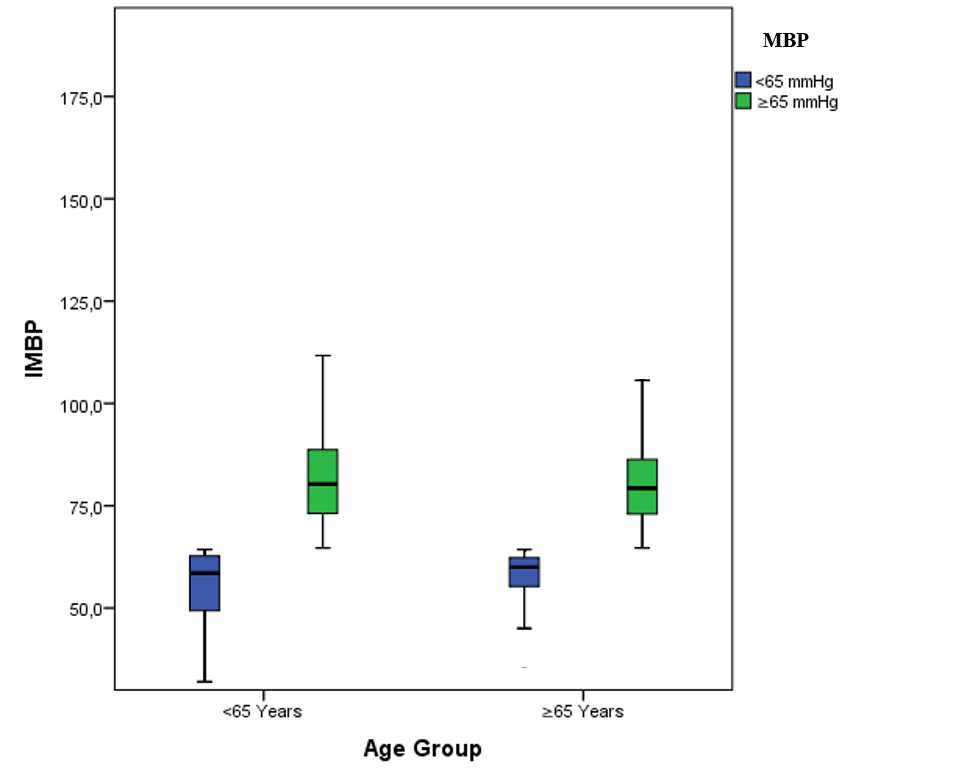 MBP
<65 mmHg
≥65 mmHg
175,0
150,0
125,0
100,0
75,0
50,0
IMBP
<65 Years
≥65 Years
Age Group